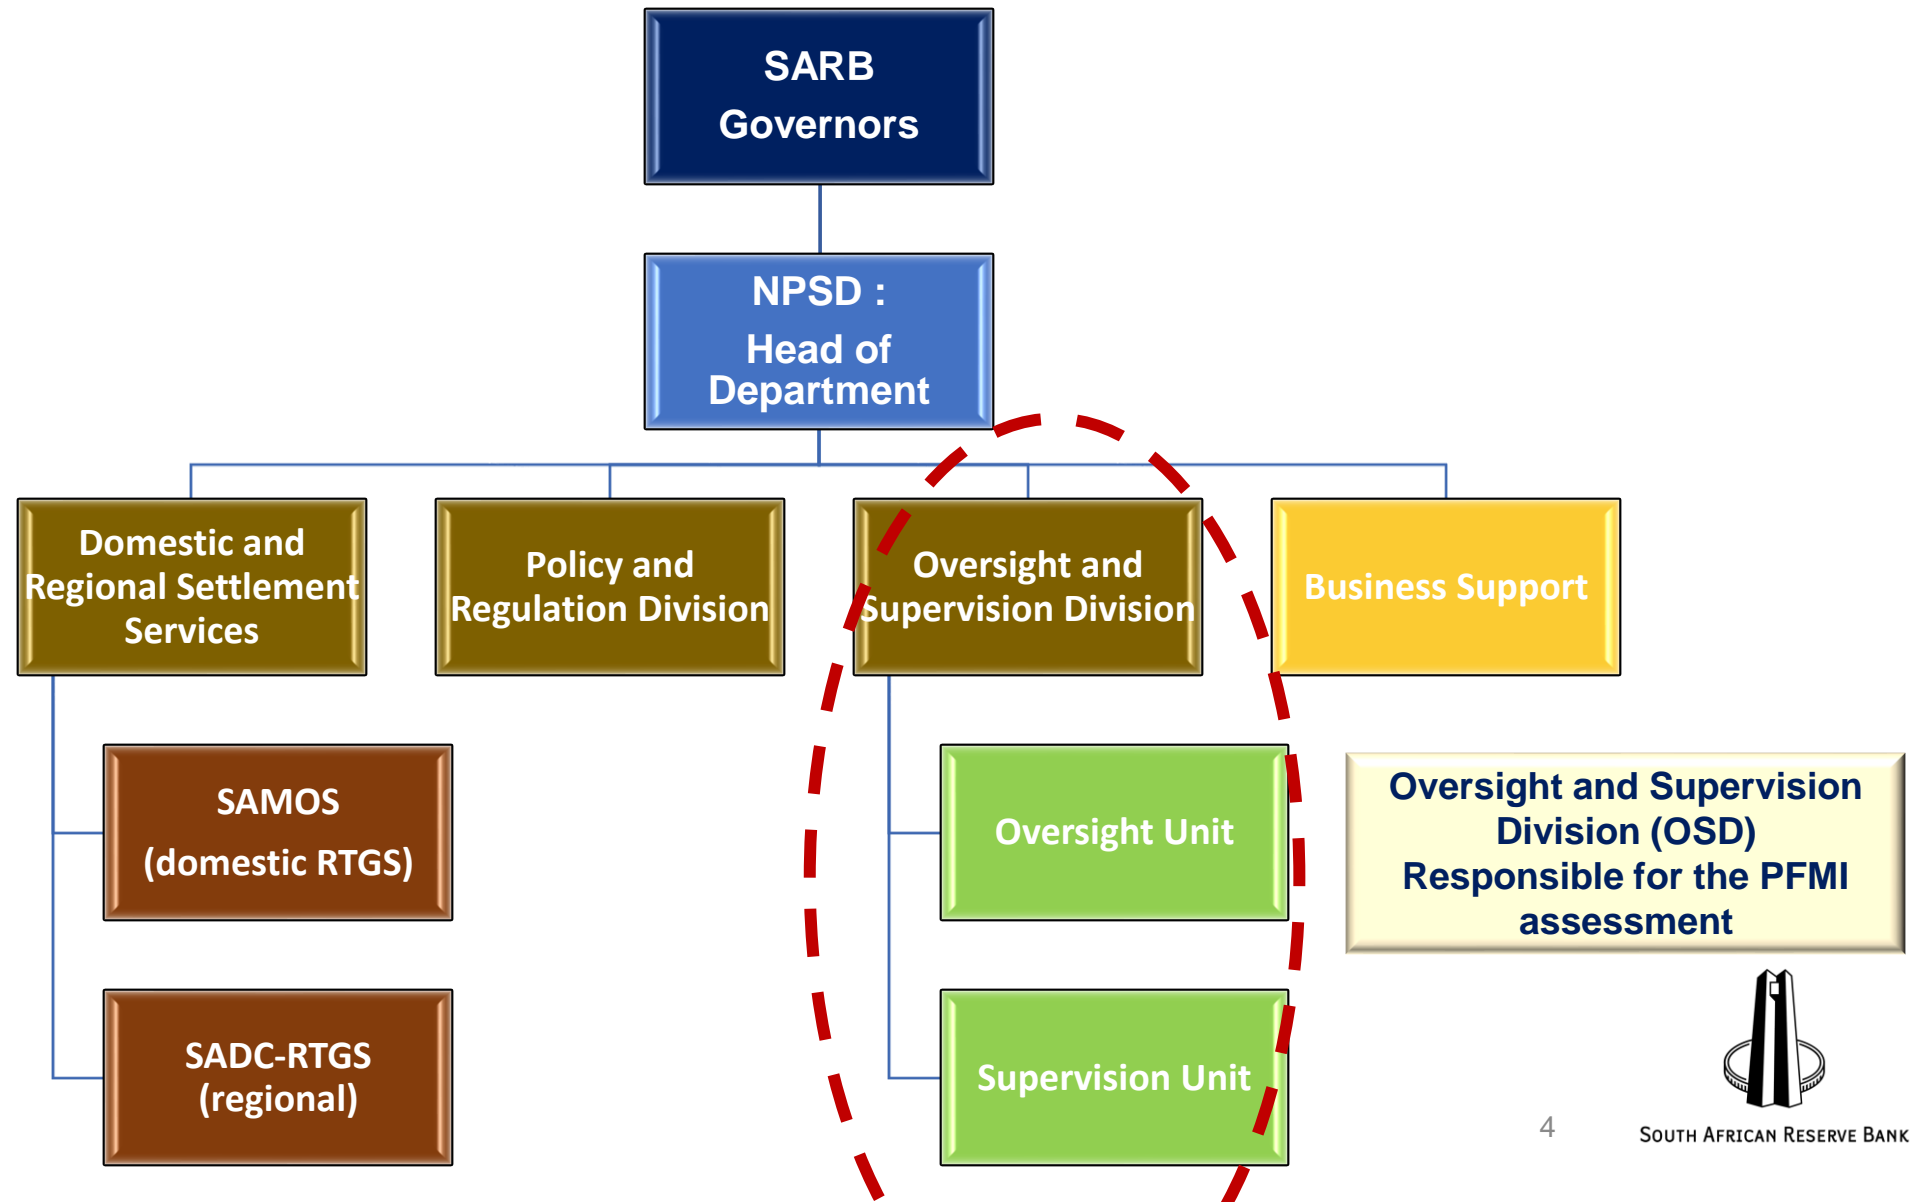 SARB
Governors
NPSD :
Head of
Department
Domestic and
Regional Settlement
Services
Policy and
Regulation Division
Oversight and
Supervision Division
Business Support
SAMOS
(domestic RTGS)
Oversight Unit
Oversight and Supervision
Division (OSD)
Responsible for the PFMI
assessment
SADC-RTGS
(regional)
Supervision Unit
4
SOUTH AFRICAN RESERVE BANK